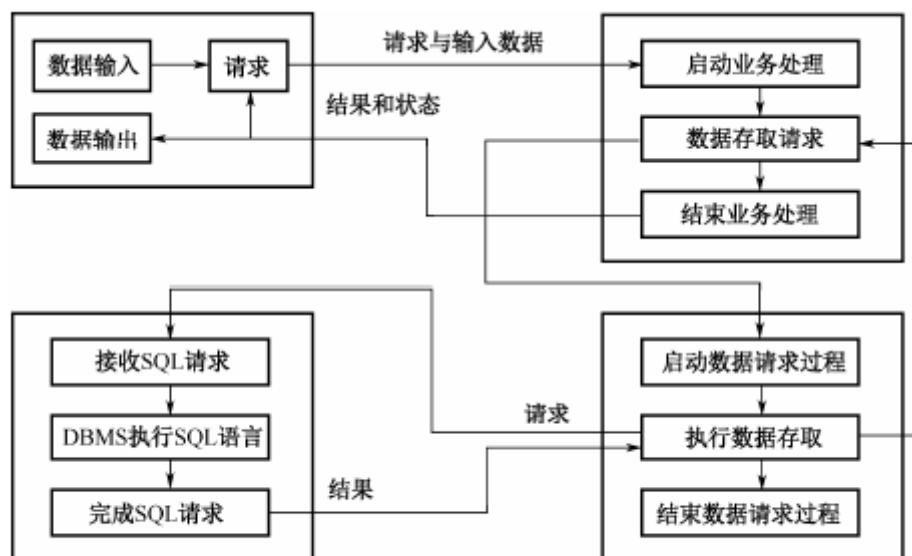 数据输入
请求
数据输出
请求与输入数据
结果和状态
启动业务处理
数据存取请求
结束业务处理
接收SQL请求
DBMS执行SQL语言
完成SQL请求
请求
结果
启动数据请求过程
执行数据存取
结束数据请求过程